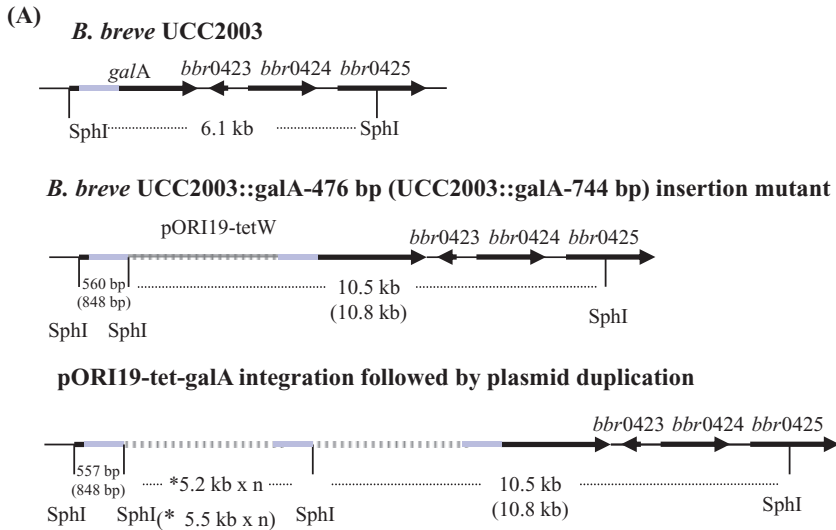 (A)
B. breve UCC2003
galA bbr0423 bbr0424 bbr0425
SphI 6.1 kb SphI
B. breve UCC2003::galA-476 bp (UCC2003::galA-744 bp) insertion mutant
pORI19-tetW bbr0423 bbr0424 bbr0425
560 bp 10.5 kb
(848 bp) (10.8 kb)
SphI SphI SphI
pORI19-tet-galA integration followed by plasmid duplication
bbr0423 bbr0424 bbr0425
557 bp *5.2 kb x n 10.5 kb
(848 bp) (* 5.5 kb x n) (10.8 kb)
SphI SphI SphI SphI